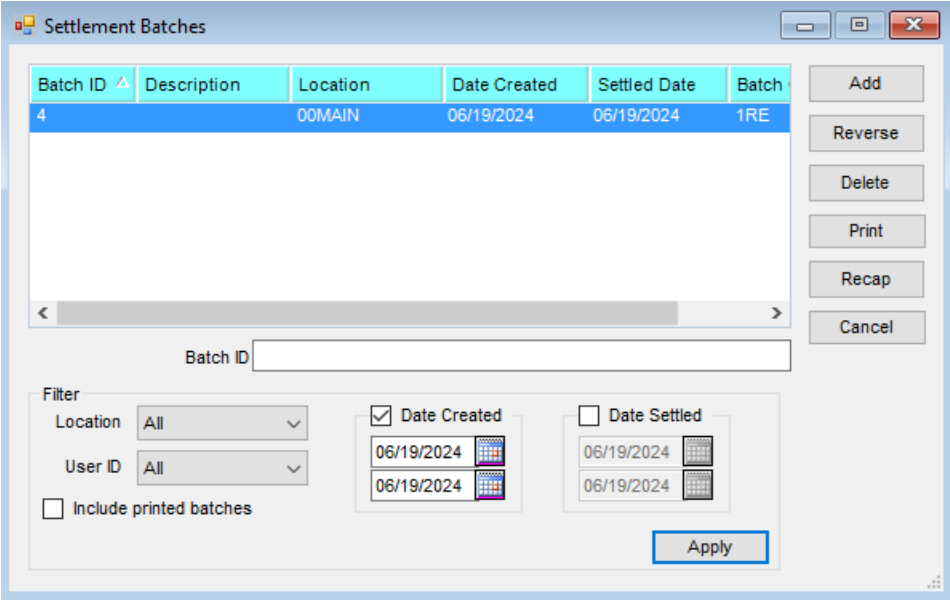 Settlement Batches
Batch ID Description Location Date Created Settled Date Batch
4 00MAIN 06/19/2024 06/19/2024 1RE
Add
Reverse
Delete
Print
Recap
Cancel
Batch ID
Filter
Location All
User ID All
Include printed batches
Date Created
06/19/2024
06/19/2024
Date Settled
06/19/2024
06/19/2024
Apply